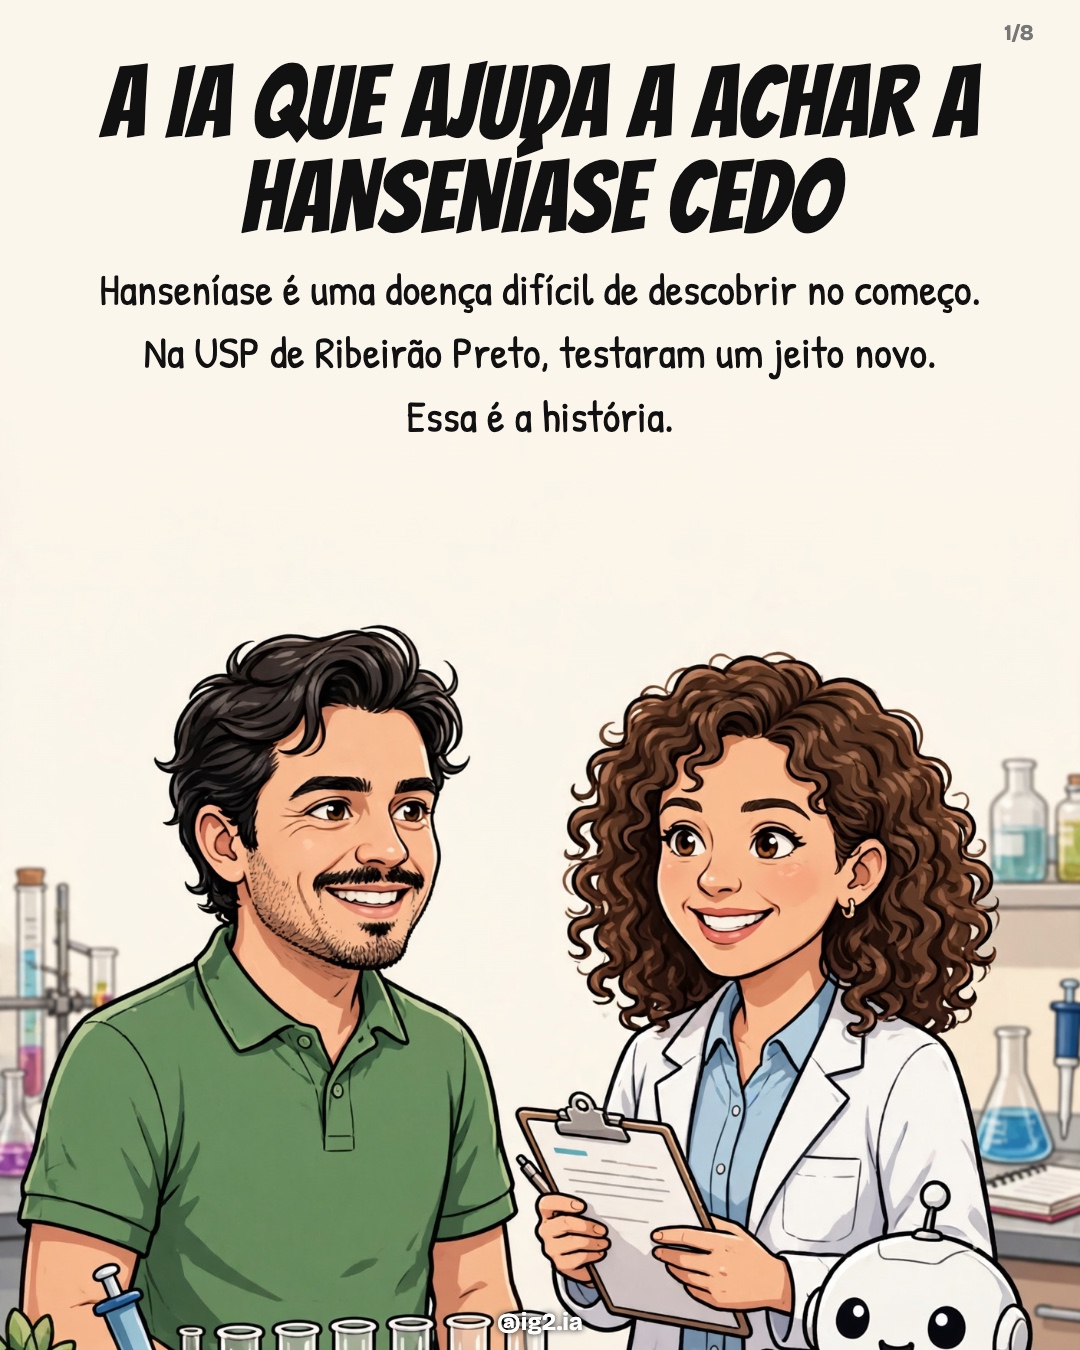 1/8
A IA QUE AJUDA A ACHAR A
HANSENÍASE CEDO
Hanseníase é uma doença difícil de descobrir no começo.
Na USP de Ribeirão Preto, testaram um jeito novo.
Essa é a história.
@ig2.ia